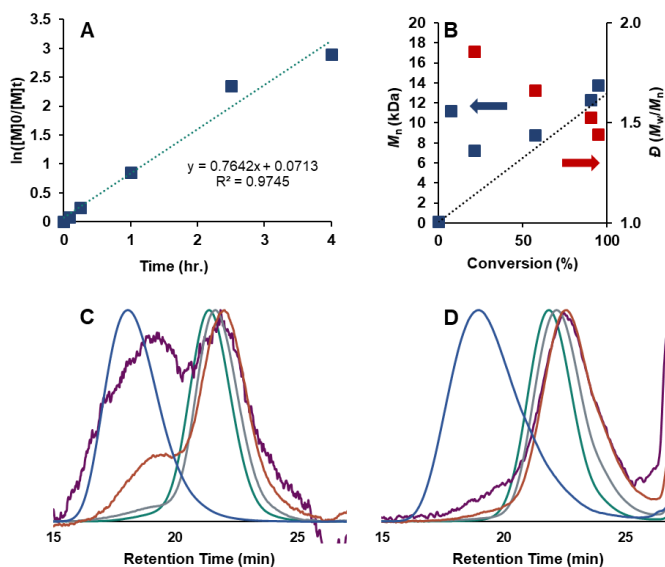 A
ln([M]0/[M]t
3.5
3
2.5
2
1.5
1
0.5
0
y = 0.7642x + 0.0713
R² = 0.9745
0 1 2 3 4
Time (hr.)
B
Mn (kDa)
20
18
16
14
12
10
8
6
4
2
0
2.0
1.5
1.0
Đ (Mw/Mn)
0 50 100
Conversion (%)
C
15 20 25
Retention Time (min)
D
15 20 25
Retention Time (min)